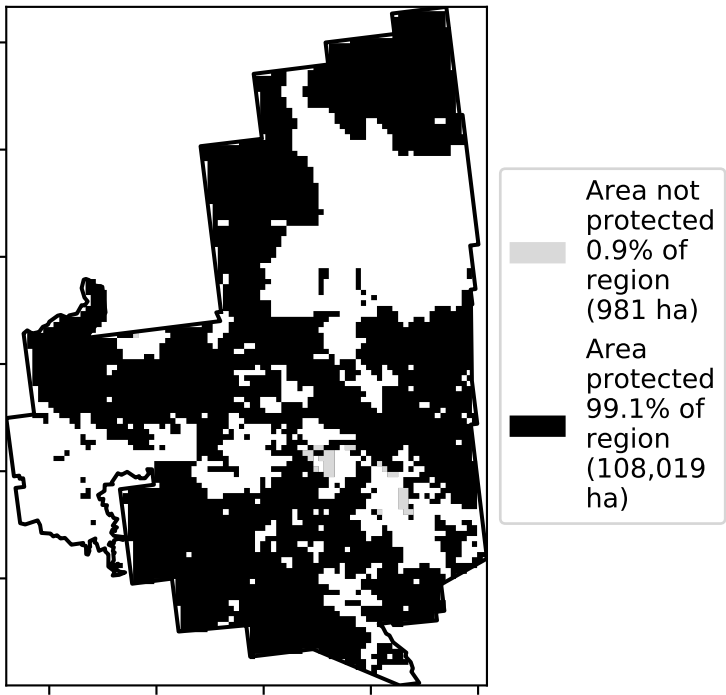 Area not
protected
0.9% of
region
(981 ha)
Area
protected
99.1% of
region
(108,019
ha)